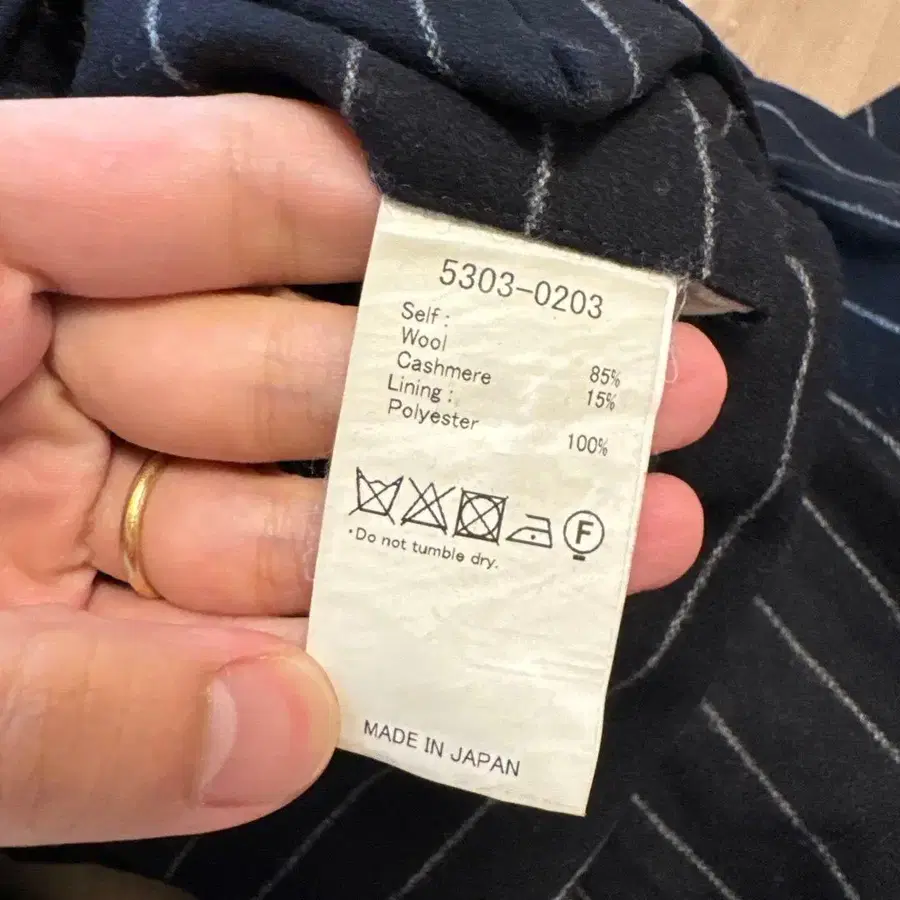 5303-0203
Self :
Wool 85%
Cashmere 15%
Lining :
Polyester 100%
F
·Do not tumble dry.
MADE IN JAPAN